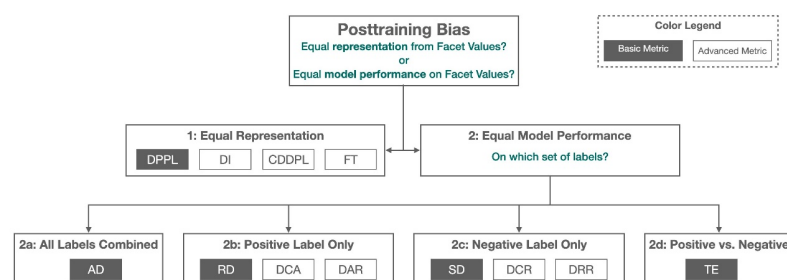 Posttraining Bias
Equal representation from Facet Values?
or
Equal model performance on Facet Values?
Color Legend
Basic Metric
Advanced Metric
1: Equal Representation
DPPL
DI
CDDPL
FT
2: Equal Model Performance
On which set of labels?
2a: All Labels Combined
AD
2b: Positive Label Only
RD
DCA
DAR
2c: Negative Label Only
SD
DCR
DRR
2d: Positive vs. Negative
TE